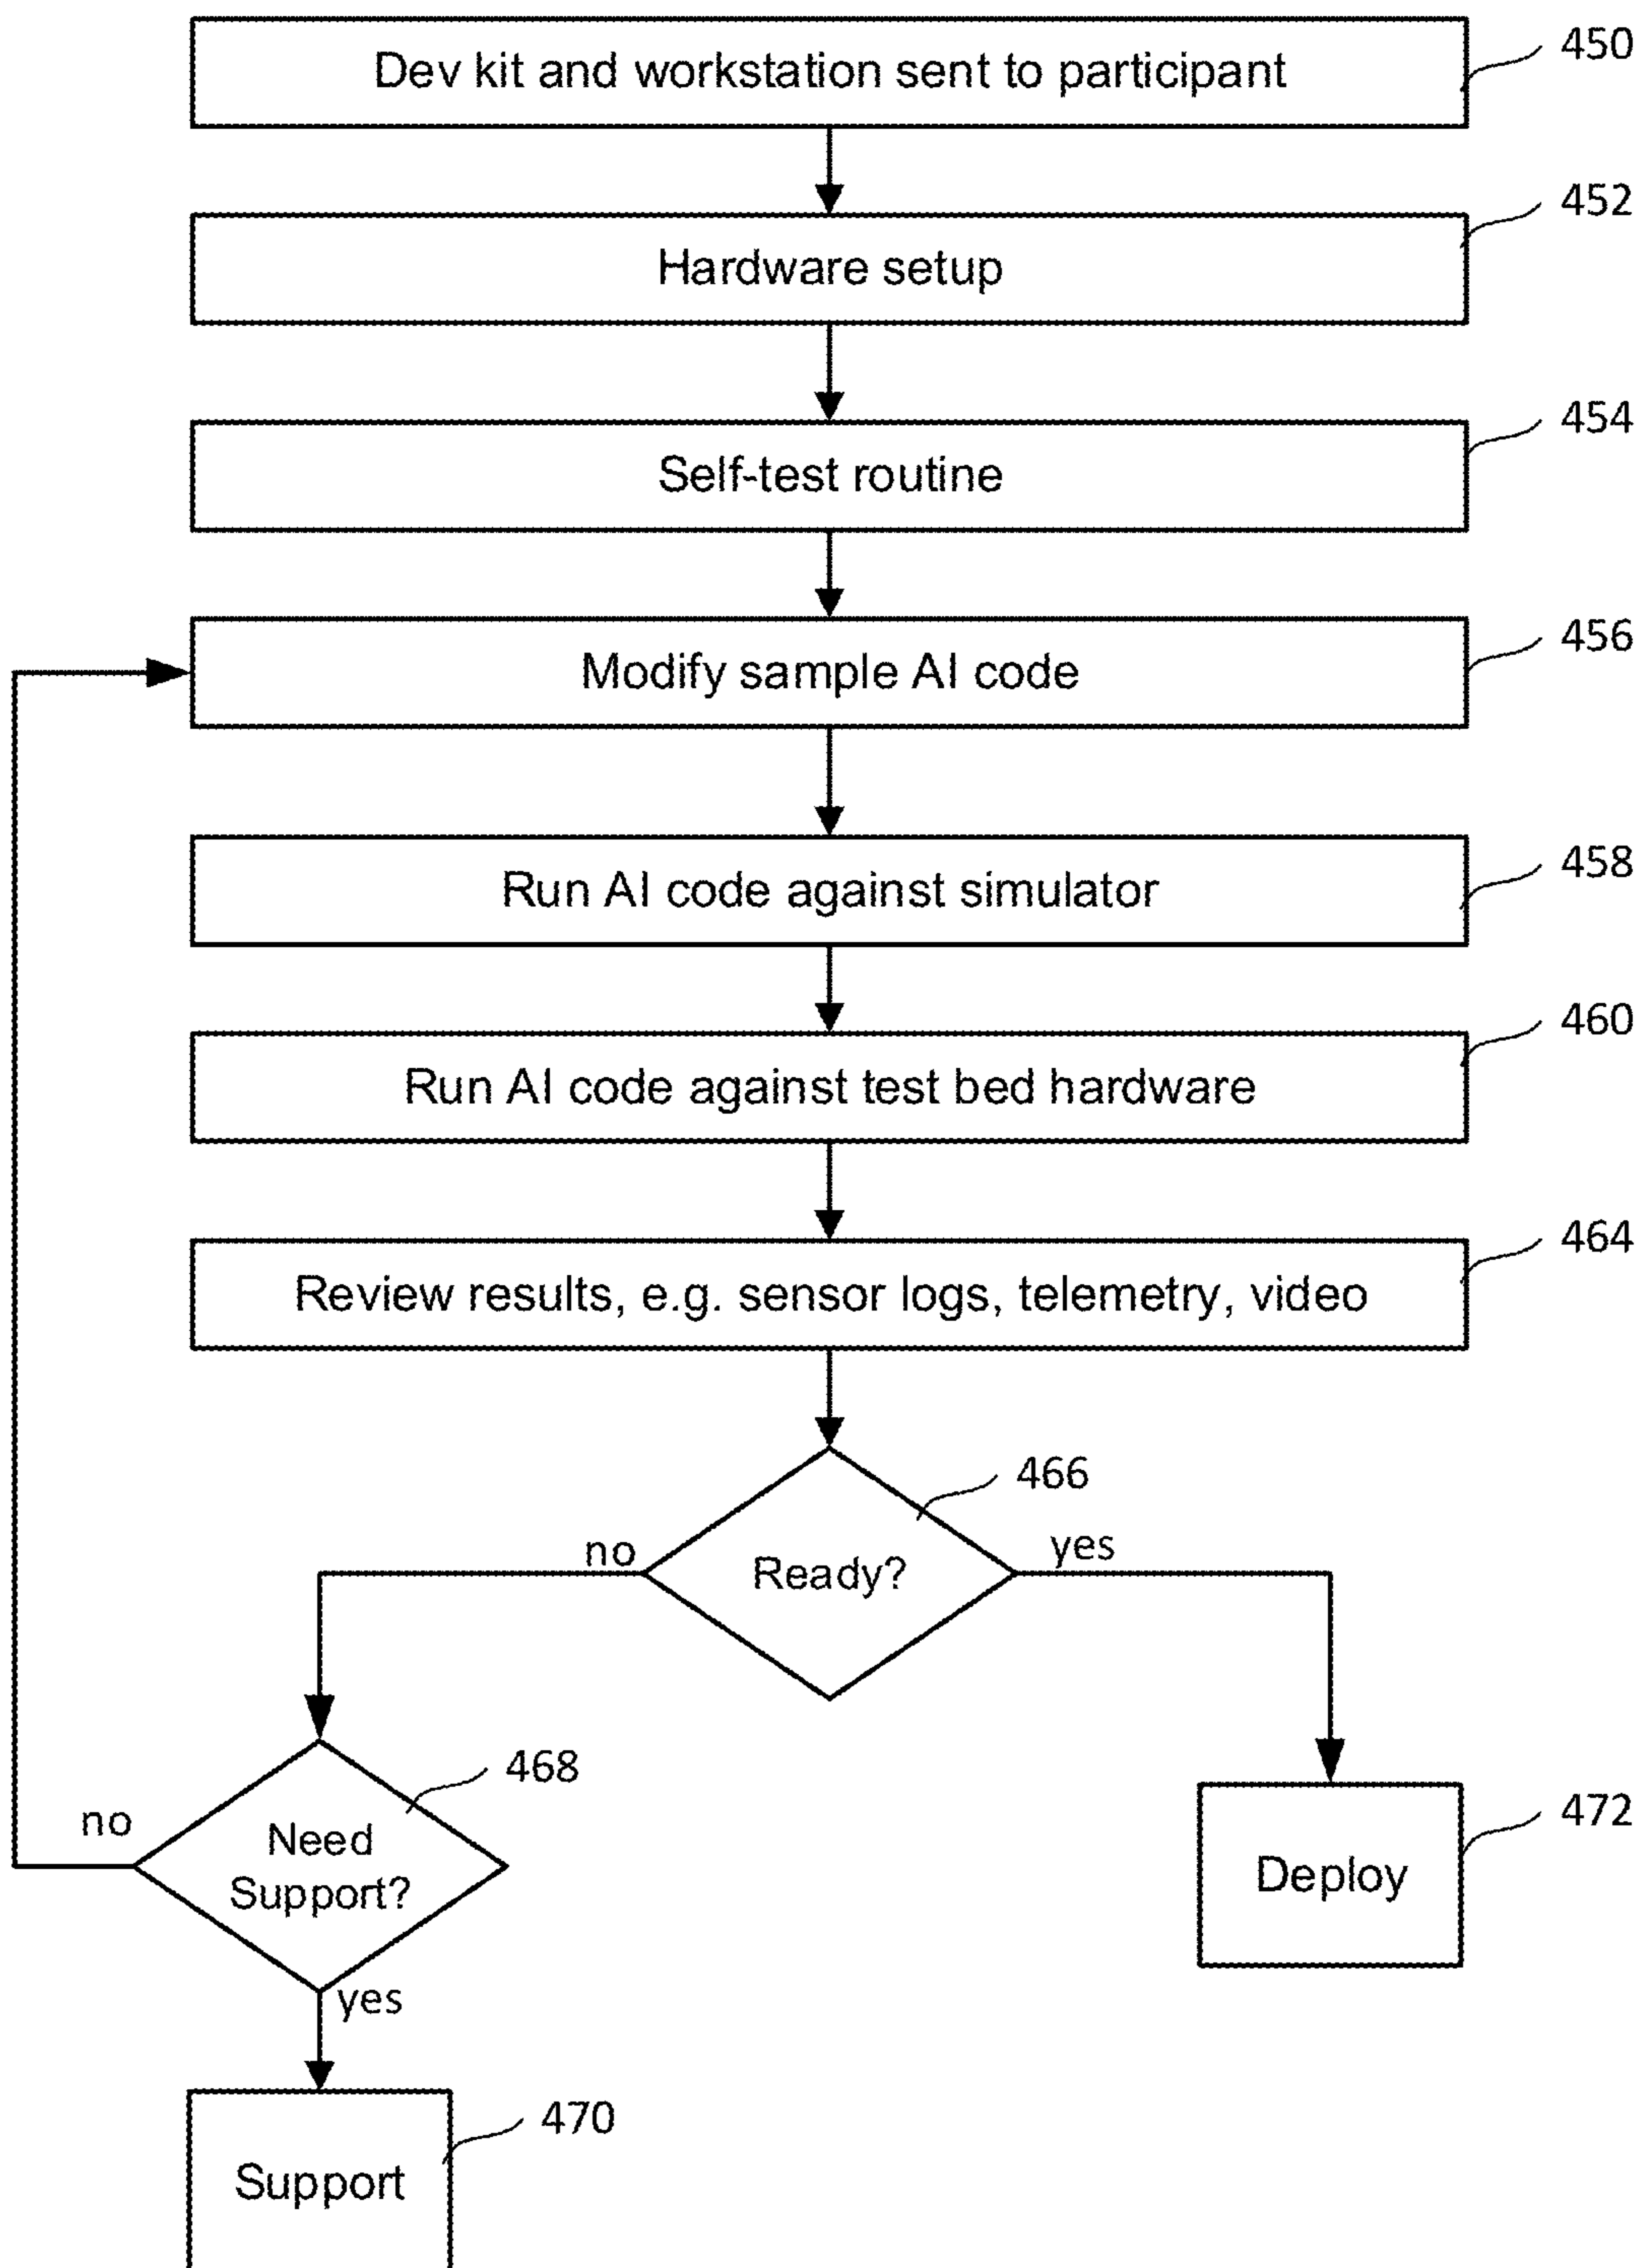 Dev kit and workstation sent to participant
450
Hardware setup
452
Self-test routine
454
Modify sample AI code
456
Run AI code against simulator
458
Run AI code against test bed hardware
460
Review results, e.g. sensor logs, telemetry, video
464
Ready?
466
no
yes
Need
Support?
468
no
yes
Deploy
472
Support
470